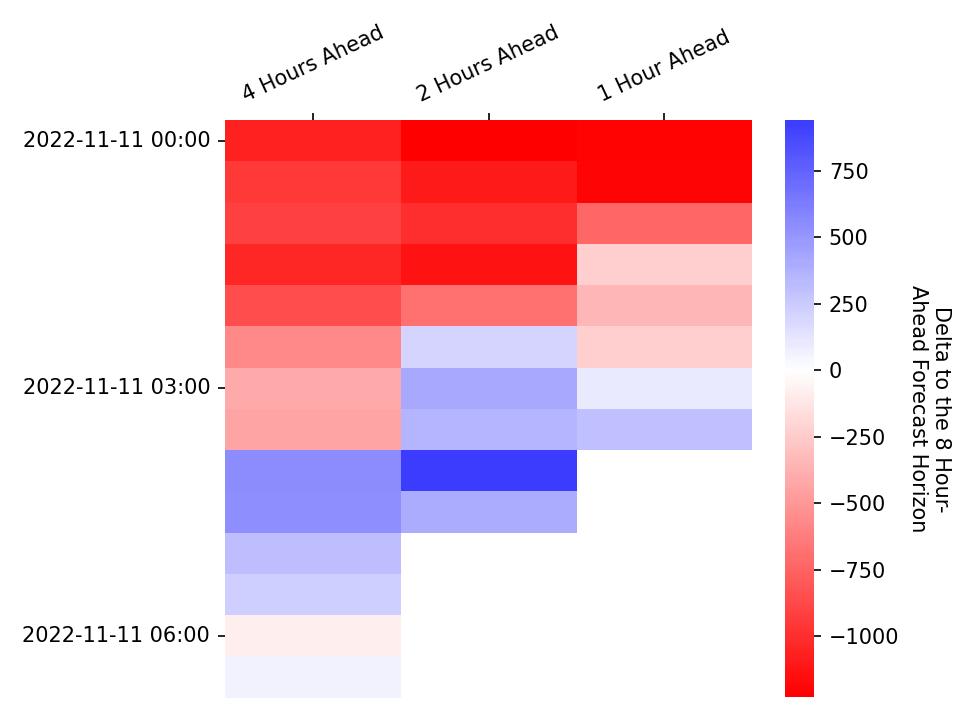 4 Hours Ahead
2 Hours Ahead
1 Hour Ahead
2022-11-11 00:00
2022-11-11 03:00
2022-11-11 06:00
750
500
250
0
−250
−500
−750
−1000
Delta to the 8 Hour-
Ahead Forecast Horizon